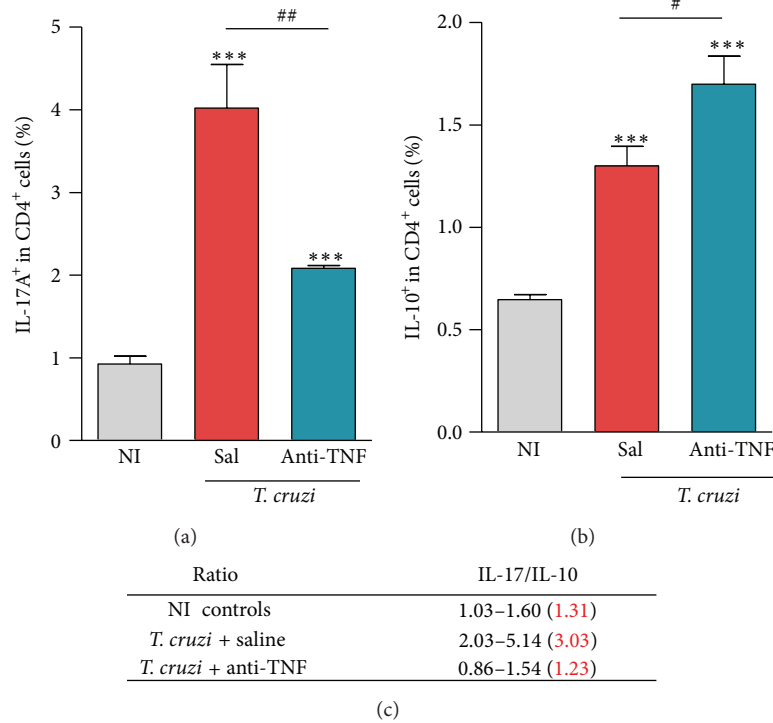 ##
5
4
3
2
1
0
IL-17A⁺ in CD4⁺ cells (%)
***
***
NI
Sal
Anti-TNF
T. cruzi
(a)
#
2.0
1.5
1.0
0.5
0.0
IL-10⁺ in CD4⁺ cells (%)
***
***
NI
Sal
Anti-TNF
T. cruzi
(b)
Ratio IL-17/IL-10
NI controls 1.03–1.60 (1.31)
T. cruzi + saline 2.03–5.14 (3.03)
T. cruzi + anti-TNF 0.86–1.54 (1.23)
(c)